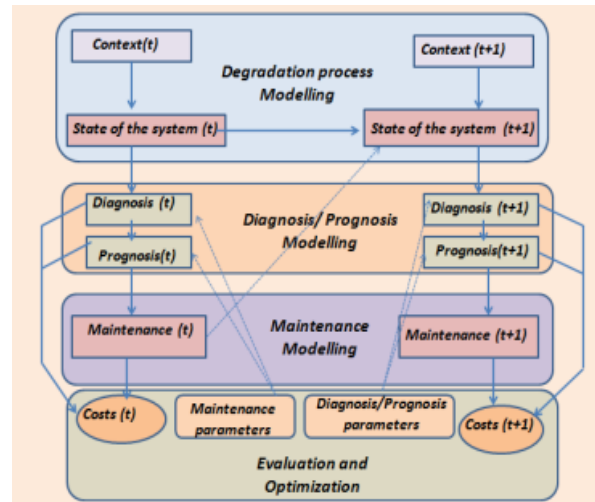 Context(t)
Context (t+1)
Degradation process
Modelling
State of the system (t)
State of the system (t+1)
Diagnosis (t)
Diagnosis (t+1)
Diagnosis/ Prognosis
Modelling
Prognosis(t)
Prognosis(t+1)
Maintenance (t)
Maintenance
Modelling
Maintenance (t+1)
Costs (t)
Maintenance
parameters
Diagnosis/Prognosis
parameters
Costs (t+1)
Evaluation and
Optimization